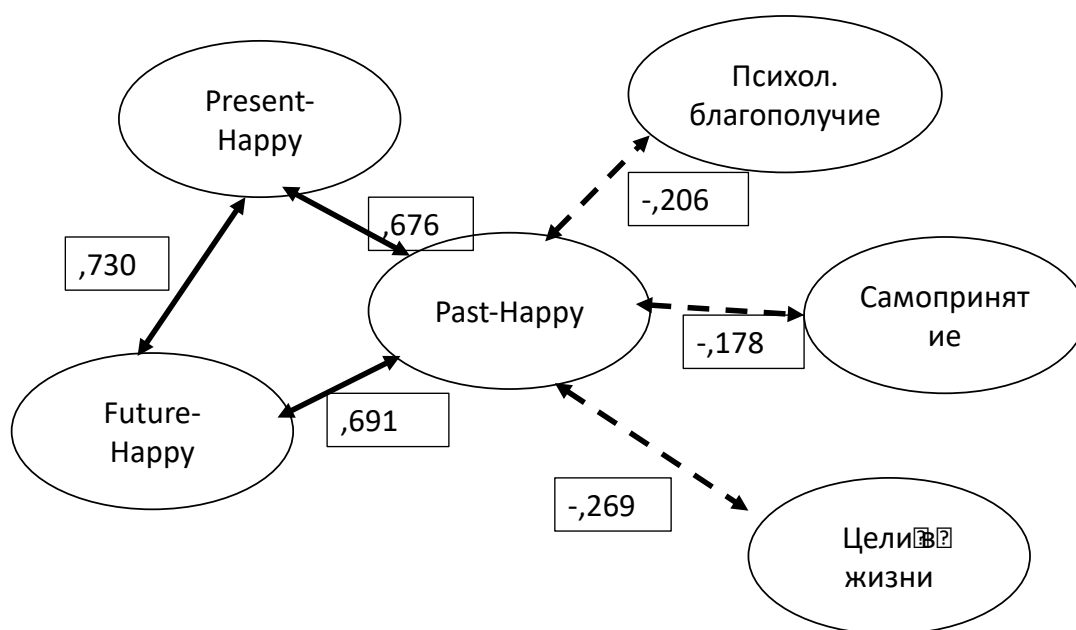 Present-
Happy
Психол.
благополучие
,676
-,206
,730
Past-Happy
Самопринят
ие
-,178
Future-
Happy
,691
-,269
Цели в
жизни